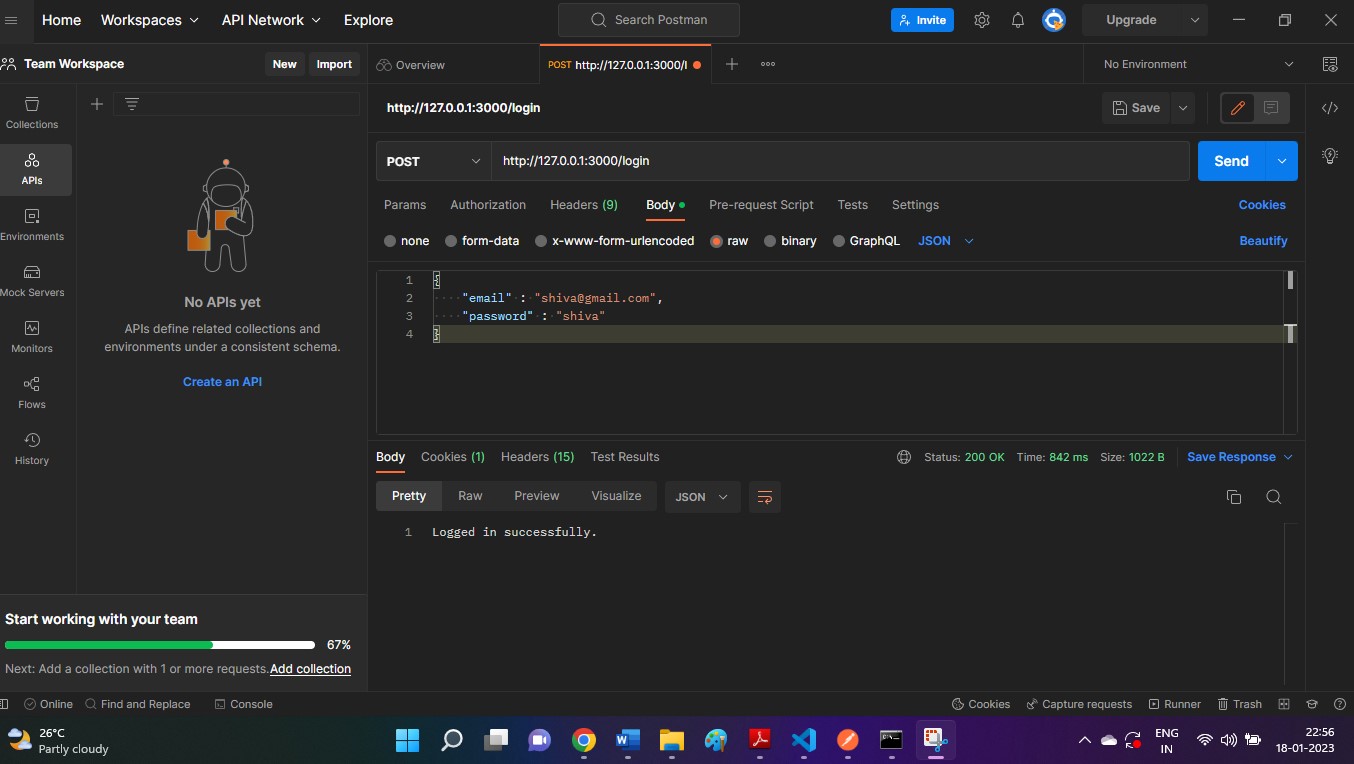 Home Workspaces API Network Explore Search Postman Invite Upgrade
Team Workspace New Import Overview POST http://127.0.0.1:3000/l No Environment
http://127.0.0.1:3000/login Save
POST http://127.0.0.1:3000/login Send
Params Authorization Headers (9) Body Pre-request Script Tests Settings Cookies
none form-data x-www-form-urlencoded raw binary GraphQL JSON Beautify
1 {
2 "email" : "shiva@gmail.com",
3 "password" : "shiva"
4 }
Collections
APIs
Environments
Mock Servers
Monitors
Flows
History
No APIs yet
APIs define related collections and
environments under a consistent schema.
Create an API
Body Cookies (1) Headers (15) Test Results Status: 200 OK Time: 842 ms Size: 1022 B Save Response
Pretty Raw Preview Visualize JSON
1 Logged in successfully.
Start working with your team
67%
Next: Add a collection with 1 or more requests. Add collection
Online Find and Replace Console Cookies Capture requests Runner Trash
26°C
Partly cloudy
ENG
IN
22:56
18-01-2023